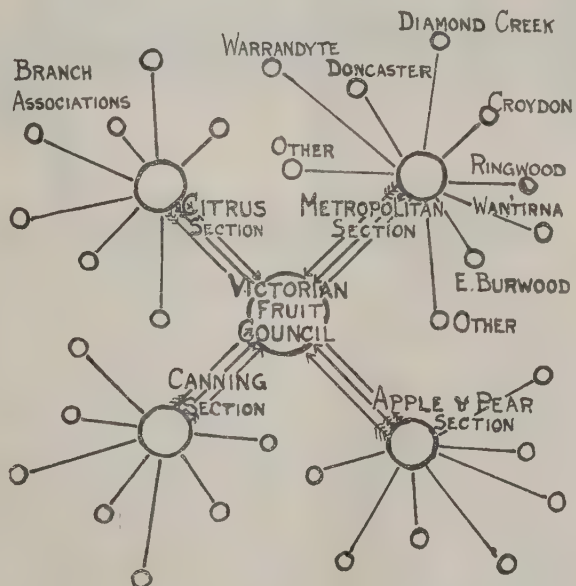 DIAMOND CREEK
WARRANDYTE
DONCASTER
BRANCH
ASSOCIATIONS
CROYDON
OTHER
RINGWOOD
WANTIRNA
CITRUS
SECTION
METROPOLITAN
SECTION
E. BURWOOD
OTHER
VICTORIAN
FRUIT
COUNCIL
CANNING
SECTION
APPLE & PEAR
SECTION